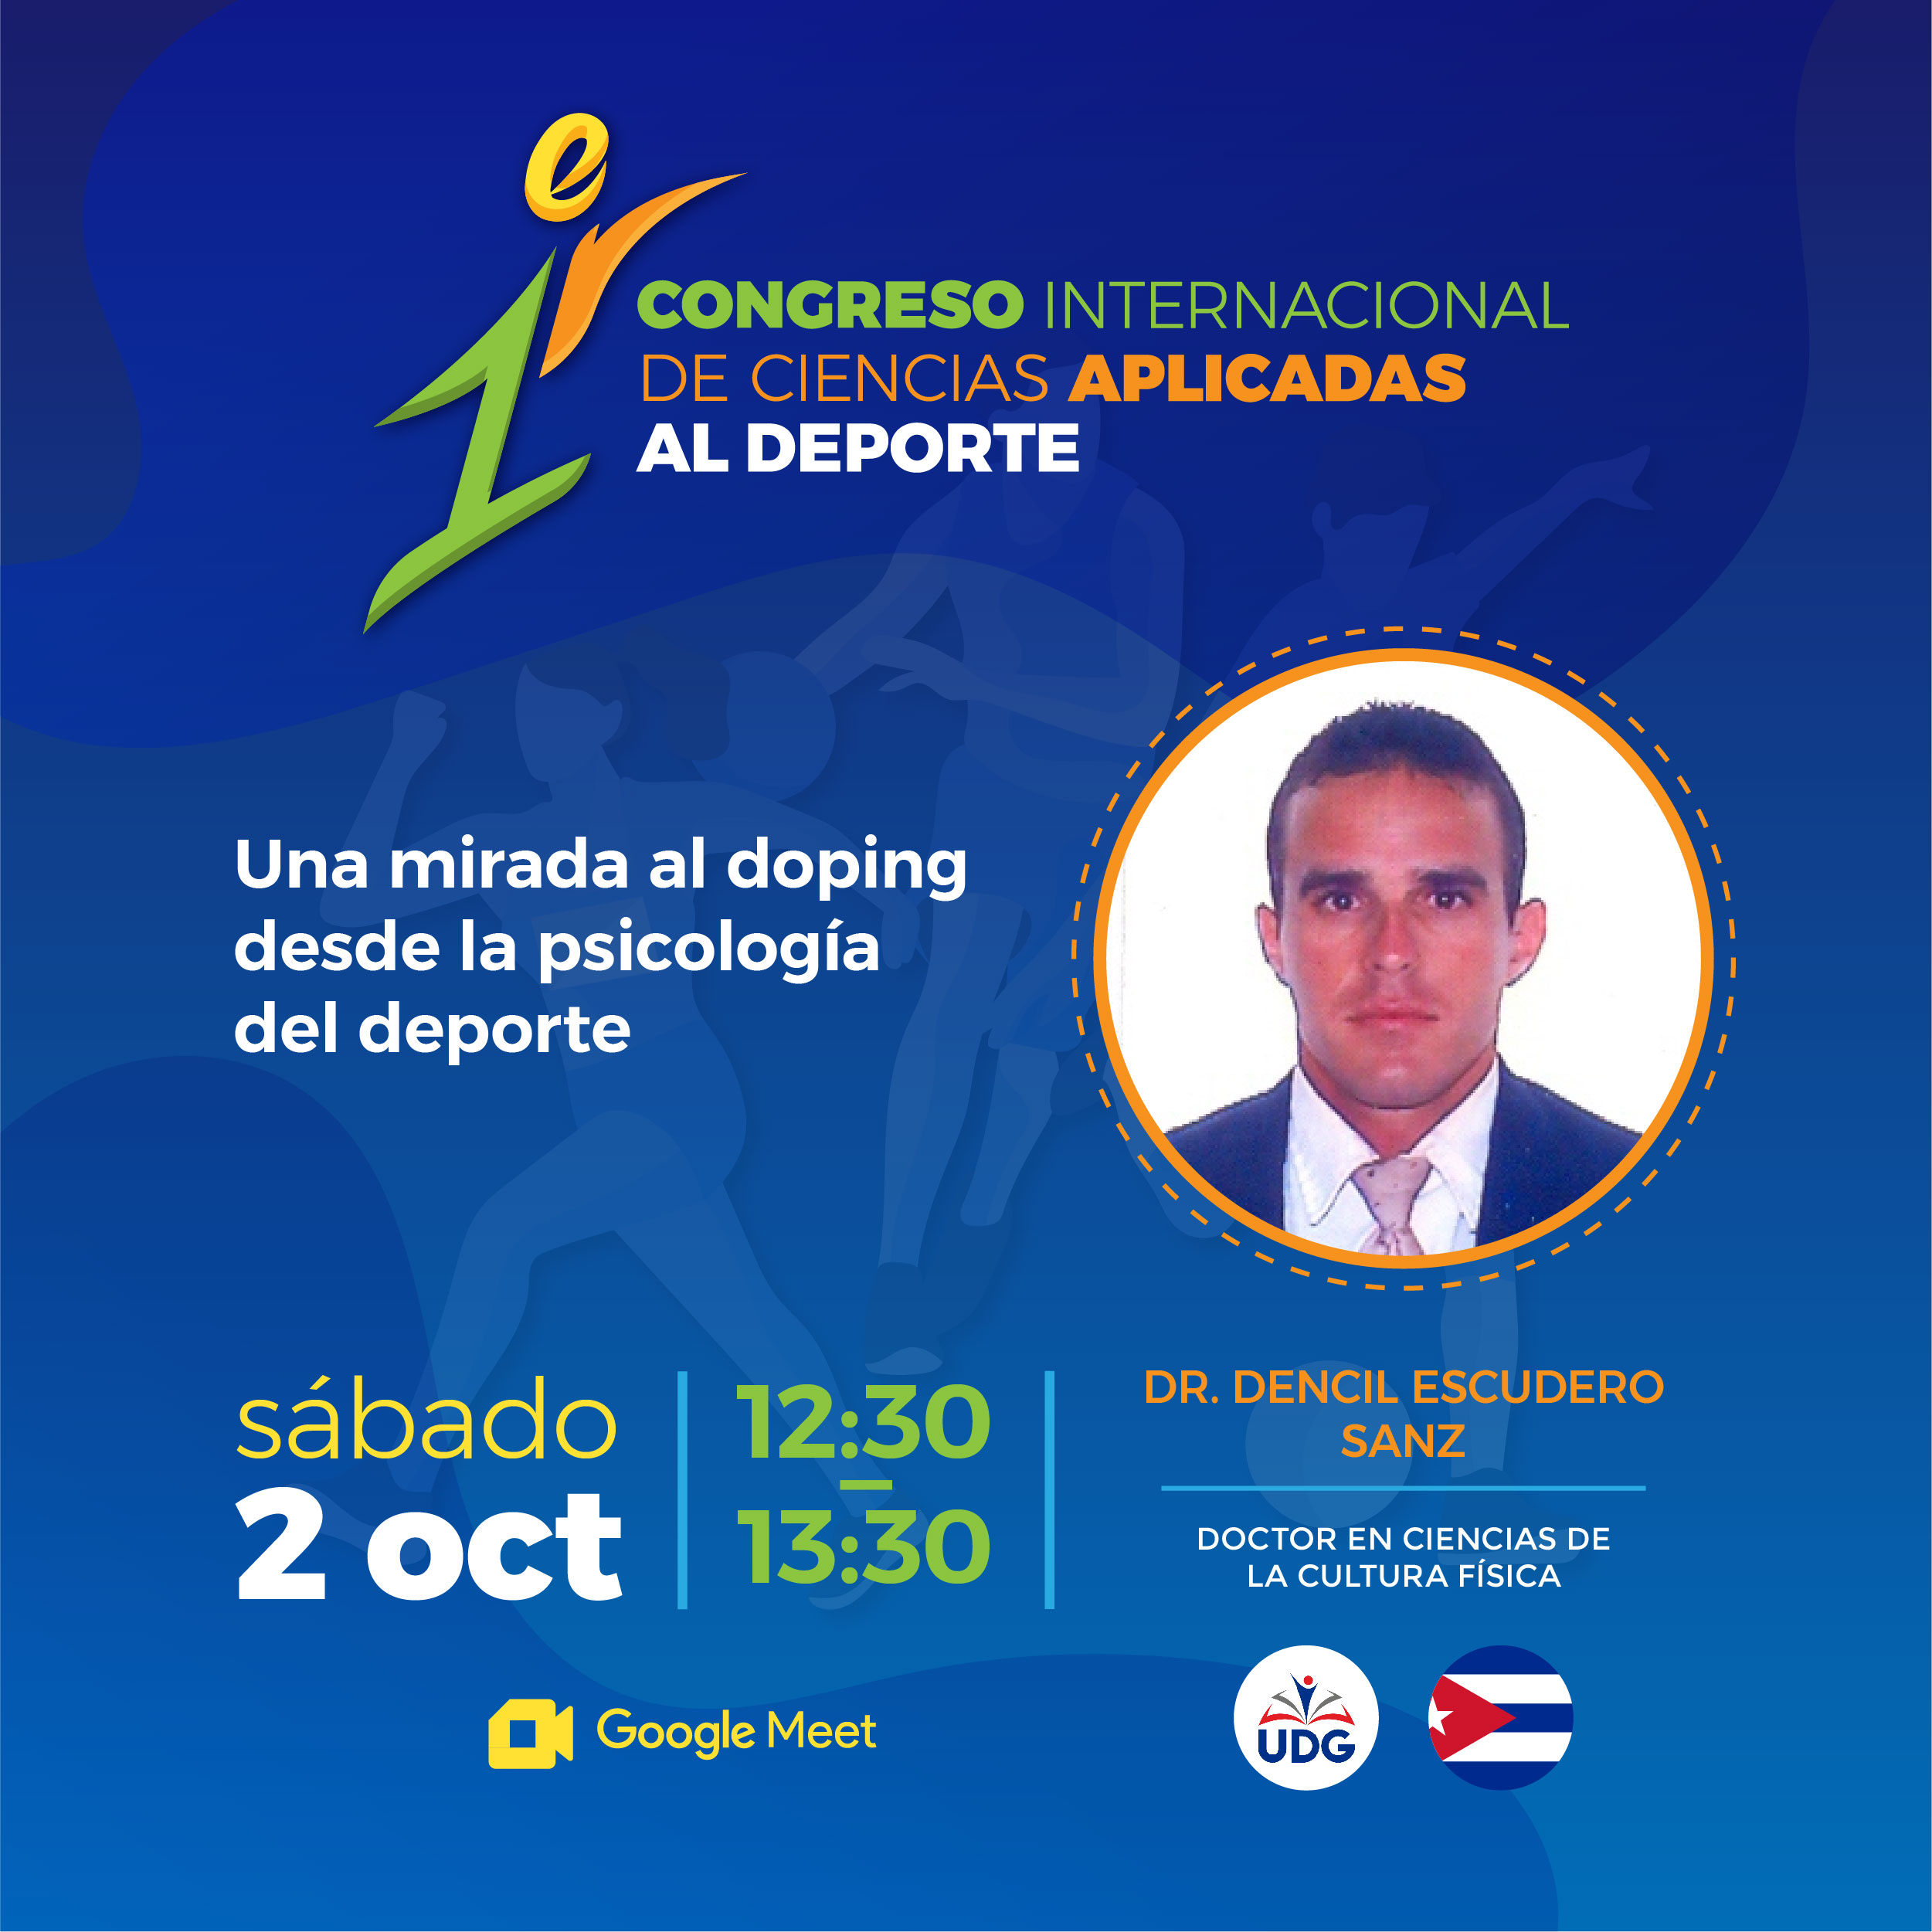 1er
CONGRESO INTERNACIONAL
DE CIENCIAS APLICADAS
AL DEPORTE
Una mirada al doping
desde la psicología
del deporte
sábado
2 oct
12:30
–
13:30
DR. DENCIL ESCUDERO
SANZ
DOCTOR EN CIENCIAS DE
LA CULTURA FÍSICA
Google Meet
UDG